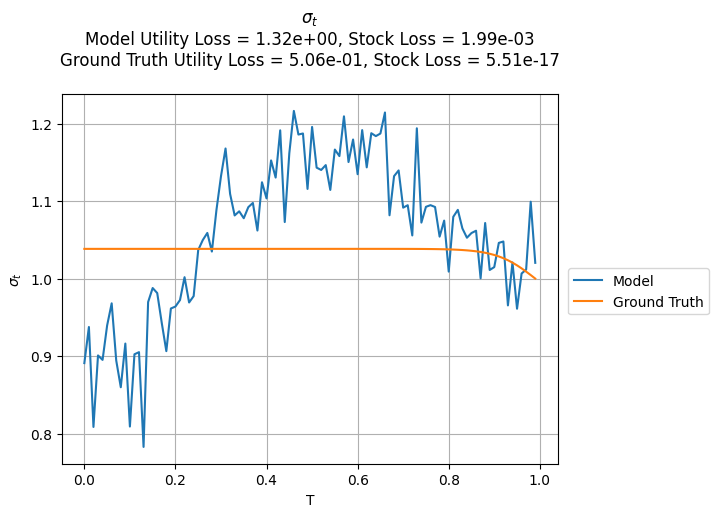 σₜ
Model Utility Loss = 1.32e+00, Stock Loss = 1.99e-03
Ground Truth Utility Loss = 5.06e-01, Stock Loss = 5.51e-17
1.2
1.1
1.0
0.9
0.8
σₜ
0.0 0.2 0.4 0.6 0.8 1.0
T
Model
Ground Truth